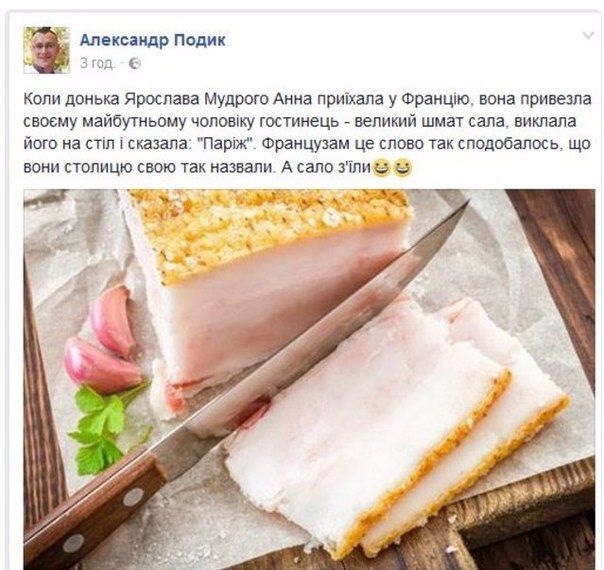 Александр Подик
3 год. ·
Коли донька Ярослава Мудрого Анна приїхала у Францію, вона привезла
своєму майбутньому чоловіку гостинець - великий шмат сала, виклала
його на стіл і сказала: "Паріж". Французам це слово так сподобалось, що
вони столицю свою так назвали. А сало з'їли😆😆